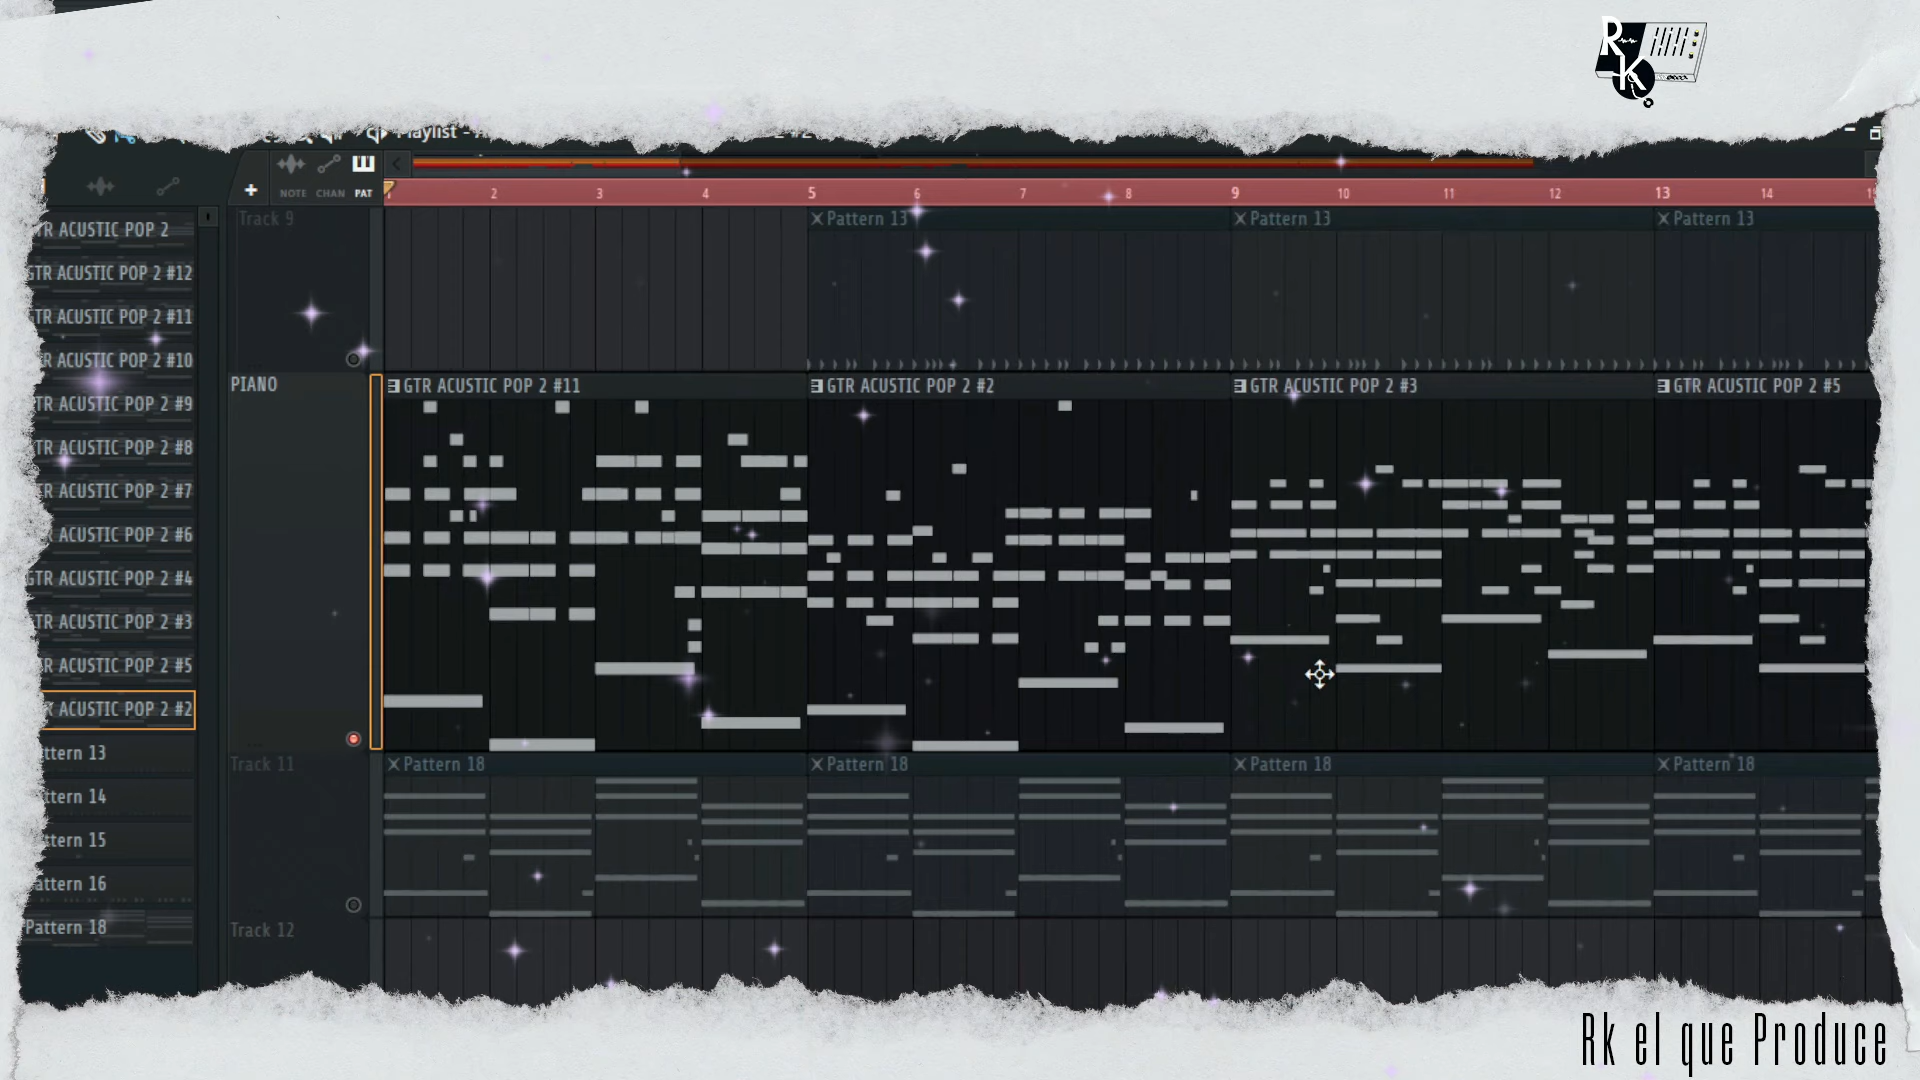 RK
Playlist -
NOTE CHAN PAT
1 2 3 4 5 6 7 8 9 10 11 12 13 14 15
Track 9
Pattern 13
Pattern 13
Pattern 13
TR ACUSTIC POP 2
GTR ACUSTIC POP 2 #12
GTR ACUSTIC POP 2 #11
TR ACUSTIC POP 2 #10
TR ACUSTIC POP 2 #9
GTR ACUSTIC POP 2 #8
GTR ACUSTIC POP 2 #7
TR ACUSTIC POP 2 #6
GTR ACUSTIC POP 2 #4
TR ACUSTIC POP 2 #3
TR ACUSTIC POP 2 #5
ACUSTIC POP 2 #2
ttern 13
ttern 14
ttern 15
attern 16
Pattern 18
PIANO
GTR ACUSTIC POP 2 #11
GTR ACUSTIC POP 2 #2
GTR ACUSTIC POP 2 #3
GTR ACUSTIC POP 2 #5
Track 11
Pattern 18
Pattern 18
Pattern 18
Pattern 18
Track 12
Rk el que Produce